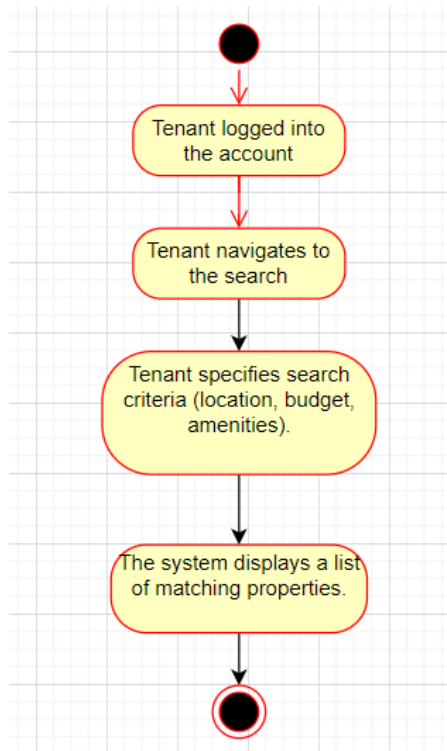 Tenant logged into
the account
Tenant navigates to
the search
Tenant specifies search
criteria (location, budget,
amenities).
The system displays a list
of matching properties.